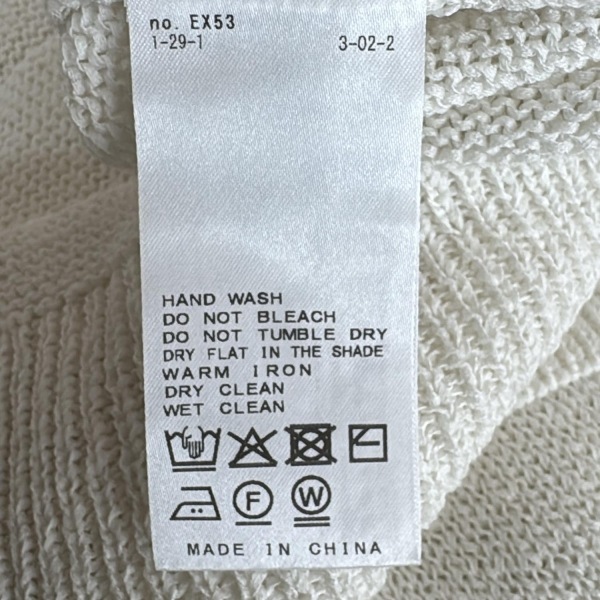 no. EX53
1-29-1 3-02-2
HAND WASH
DO NOT BLEACH
DO NOT TUMBLE DRY
DRY FLAT IN THE SHADE
WARM IRON
DRY CLEAN
WET CLEAN
F W
MADE IN CHINA